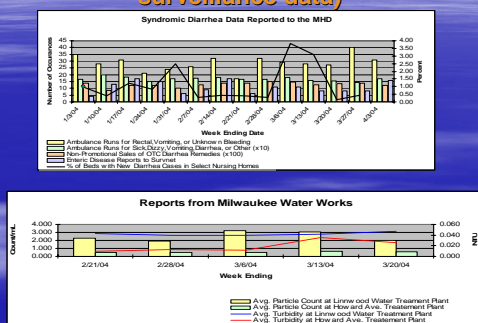 surveillance data)
Syndromic Diarrhea Data Reported to the MHD
Number of Occurances
45
40
35
30
25
20
15
10
5
0
4.00
3.50
3.00
2.50
2.00
1.50
1.00
0.50
0.00
Percent
1/3/04
1/10/04
1/17/04
1/24/04
1/31/04
2/7/04
2/14/04
2/21/04
2/28/04
3/6/04
3/13/04
3/20/04
3/27/04
4/3/04
Week Ending Date
Ambulance Runs for Rectal,Vomiting, or Unknown Bleeding
Ambulance Runs for Sick,Dizzy,Vomiting,Diarrhea, or Other (x10)
Non-Promotional Sales of OTC Diarrhea Remedies (x100)
Enteric Disease Reports to Survnet
% of Beds with New Diarrhea Cases in Select Nursing Homes
Reports from Milwaukee Water Works
Count/mL
4.000
3.000
2.000
1.000
0.000
0.060
0.040
0.020
0.000
NTU
2/21/04
2/28/04
3/6/04
3/13/04
3/20/04
Week Ending
Avg. Particle Count at Linnwood Water Treatment Plant
Avg. Particle Count at Howard Ave. Treatement Plant
Avg. Turbidity at Linnwood Water Treatement Plant
Avg. Turbidity at Howard Ave. Treatement Plant